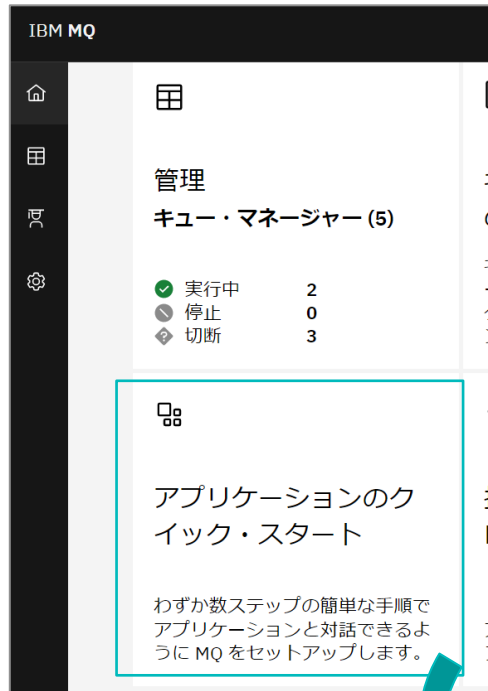 IBM MQ
管理
キュー・マネージャー (5)
実行中 2
停止 0
切断 3
アプリケーションのク
イック・スタート
わずか数ステップの簡単な手順で
アプリケーションと対話できるよ
うに MQ をセットアップします。